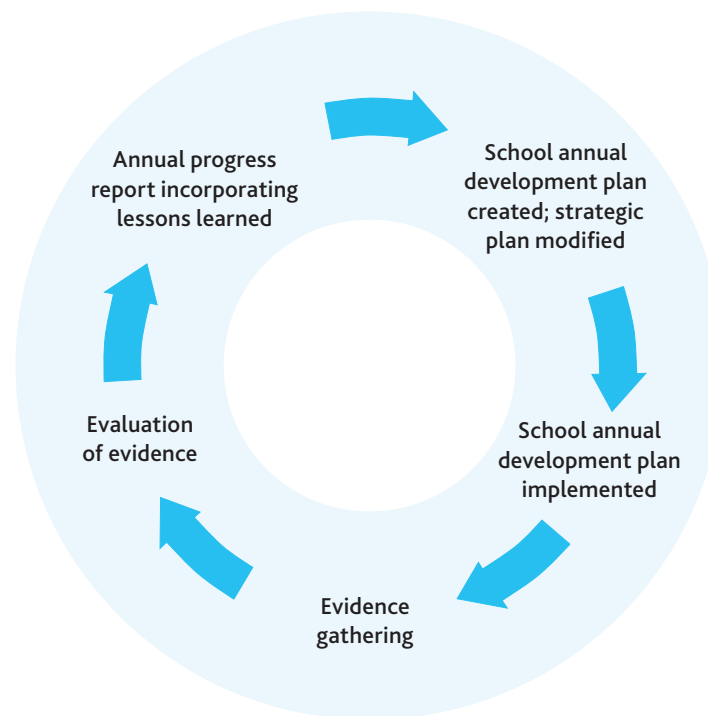 Annual progress
report incorporating
lessons learned
School annual
development plan
created; strategic
plan modified
School annual
development plan
implemented
Evidence
gathering
Evaluation
of evidence